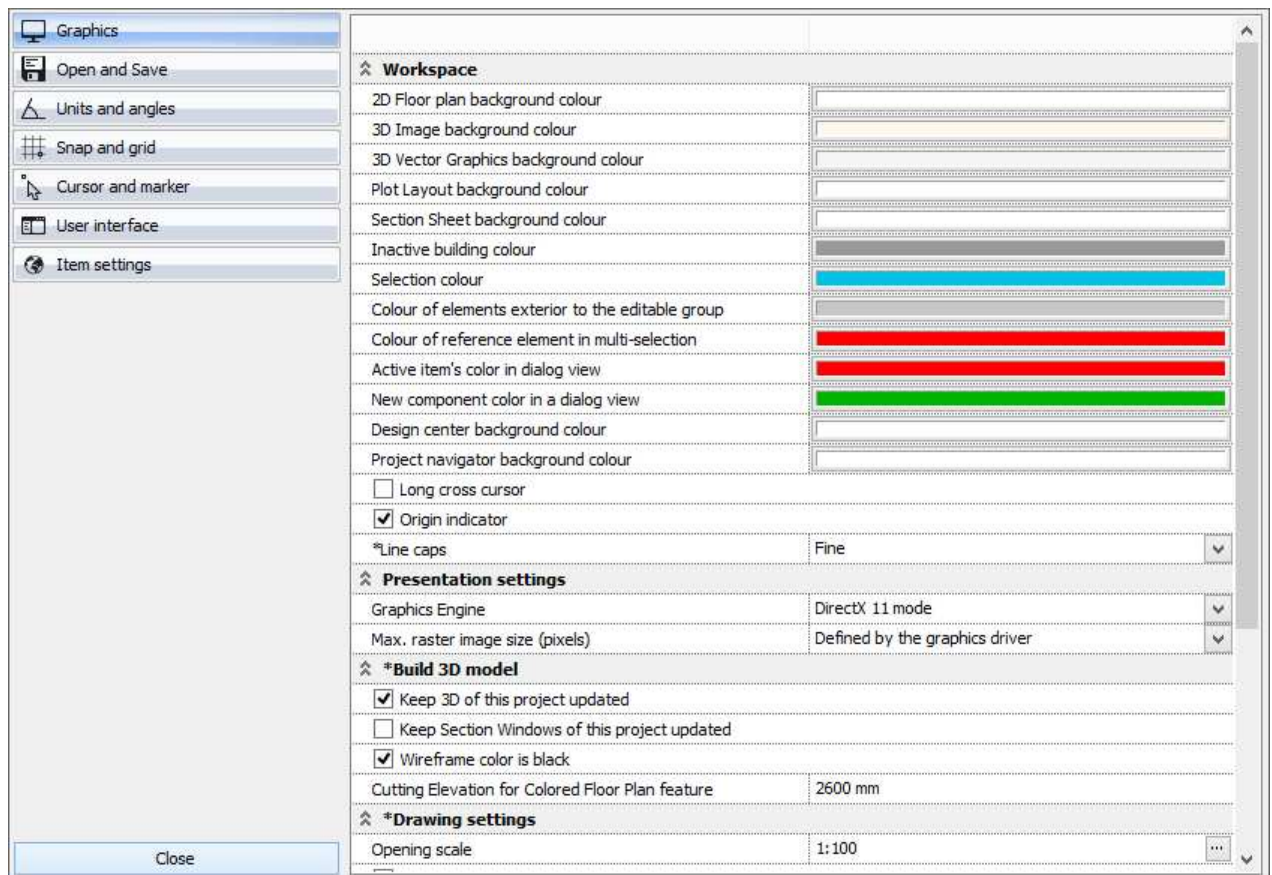 Graphics
Open and Save
Units and angles
Snap and grid
Cursor and marker
User interface
Item settings
Close
Workspace
2D Floor plan background colour
3D Image background colour
3D Vector Graphics background colour
Plot Layout background colour
Section Sheet background colour
Inactive building colour
Selection colour
Colour of elements exterior to the editable group
Colour of reference element in multi-selection
Active item's color in dialog view
New component color in a dialog view
Design center background colour
Project navigator background colour
Long cross cursor
Origin indicator
*Line caps Fine
Presentation settings
Graphics Engine DirectX 11 mode
Max. raster image size (pixels) Defined by the graphics driver
*Build 3D model
Keep 3D of this project updated
Keep Section Windows of this project updated
Wireframe color is black
Cutting Elevation for Colored Floor Plan feature 2600 mm
*Drawing settings
Opening scale 1:100 ...